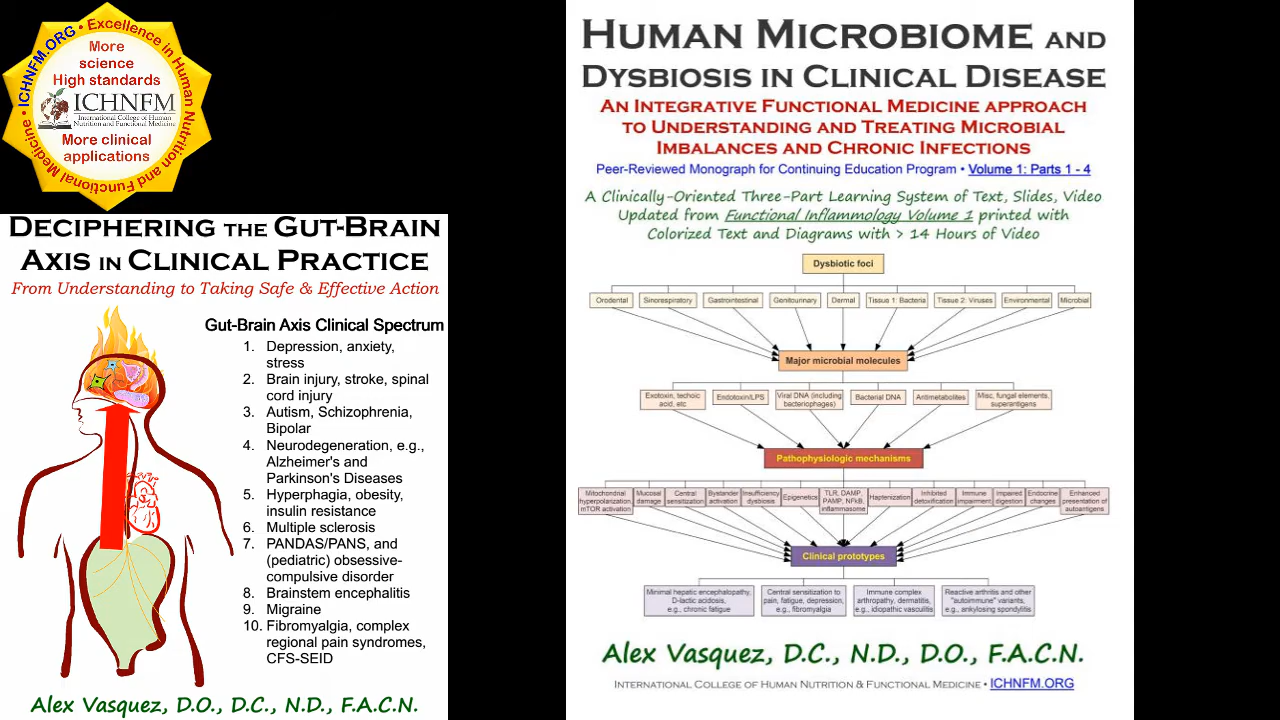 ICHNFM.ORG • Excellence in Human Nutrition and Functional Medicine •
More
science
High standards
ICHNFM
International College of Human
Nutrition and Functional Medicine
More clinical
applications
DECIPHERING THE GUT-BRAIN
AXIS IN CLINICAL PRACTICE
From Understanding to Taking Safe & Effective Action
Gut-Brain Axis Clinical Spectrum
1. Depression, anxiety,
stress
2. Brain injury, stroke, spinal
cord injury
3. Autism, Schizophrenia,
Bipolar
4. Neurodegeneration, e.g.,
Alzheimer's and
Parkinson's Diseases
5. Hyperphagia, obesity,
insulin resistance
6. Multiple sclerosis
7. PANDAS/PANS, and
(pediatric) obsessive-
compulsive disorder
8. Brainstem encephalitis
9. Migraine
10. Fibromyalgia, complex
regional pain syndromes,
CFS-SEID
Alex Vasquez, D.O., D.C., N.D., F.A.C.N.
HUMAN MICROBIOME AND
DYSBIOSIS IN CLINICAL DISEASE
AN INTEGRATIVE FUNCTIONAL MEDICINE APPROACH
TO UNDERSTANDING AND TREATING MICROBIAL
IMBALANCES AND CHRONIC INFECTIONS
Peer-Reviewed Monograph for Continuing Education Program • Volume 1: Parts 1 - 4
A Clinically-Oriented Three-Part Learning System of Text, Slides, Video
Updated from Functional Inflammology Volume 1 printed with
Colorized Text and Diagrams with > 14 Hours of Video
Dysbiotic foci
Orodental
Sinorespiratory
Gastrointestinal
Genitourinary
Dermal
Tissue 1: Bacteria
Tissue 2: Viruses
Environmental
Microbial
Major microbial molecules
Exotoxin, techoic
acid, etc
Endotoxin/LPS
Viral DNA (including
bacteriophages)
Bacterial DNA
Antimetabolites
Misc, fungal elements,
superantigens
Pathophysiologic mechanisms
Mitochondrial
hyperpolization,
mTOR activation
Mucosal
damage
Central
sensitization
Bystander
activation
Insufficiency
dysbiosis
Epigenetics
TLR, DAMP,
PAMP, NFkB,
inflammasome
Haptenization
Inhibited
detoxification
Immune
impairment
Impaired
digestion
Endocrine
changes
Enhanced
presentation of
autoantigens
Clinical prototypes
Minimal hepatic encephalopathy,
D-lactic acidosis,
e.g., chronic fatigue
Central sensitization to
pain, fatigue, depression,
e.g., fibromyalgia
Immune complex
arthropathy, dermatitis,
e.g., idiopathic vasculitis
Reactive arthritis and other
"autoimmune" variants,
e.g., ankylosing spondylitis
Alex Vasquez, D.C., N.D., D.O., F.A.C.N.
INTERNATIONAL COLLEGE OF HUMAN NUTRITION & FUNCTIONAL MEDICINE • ICHNFM.ORG